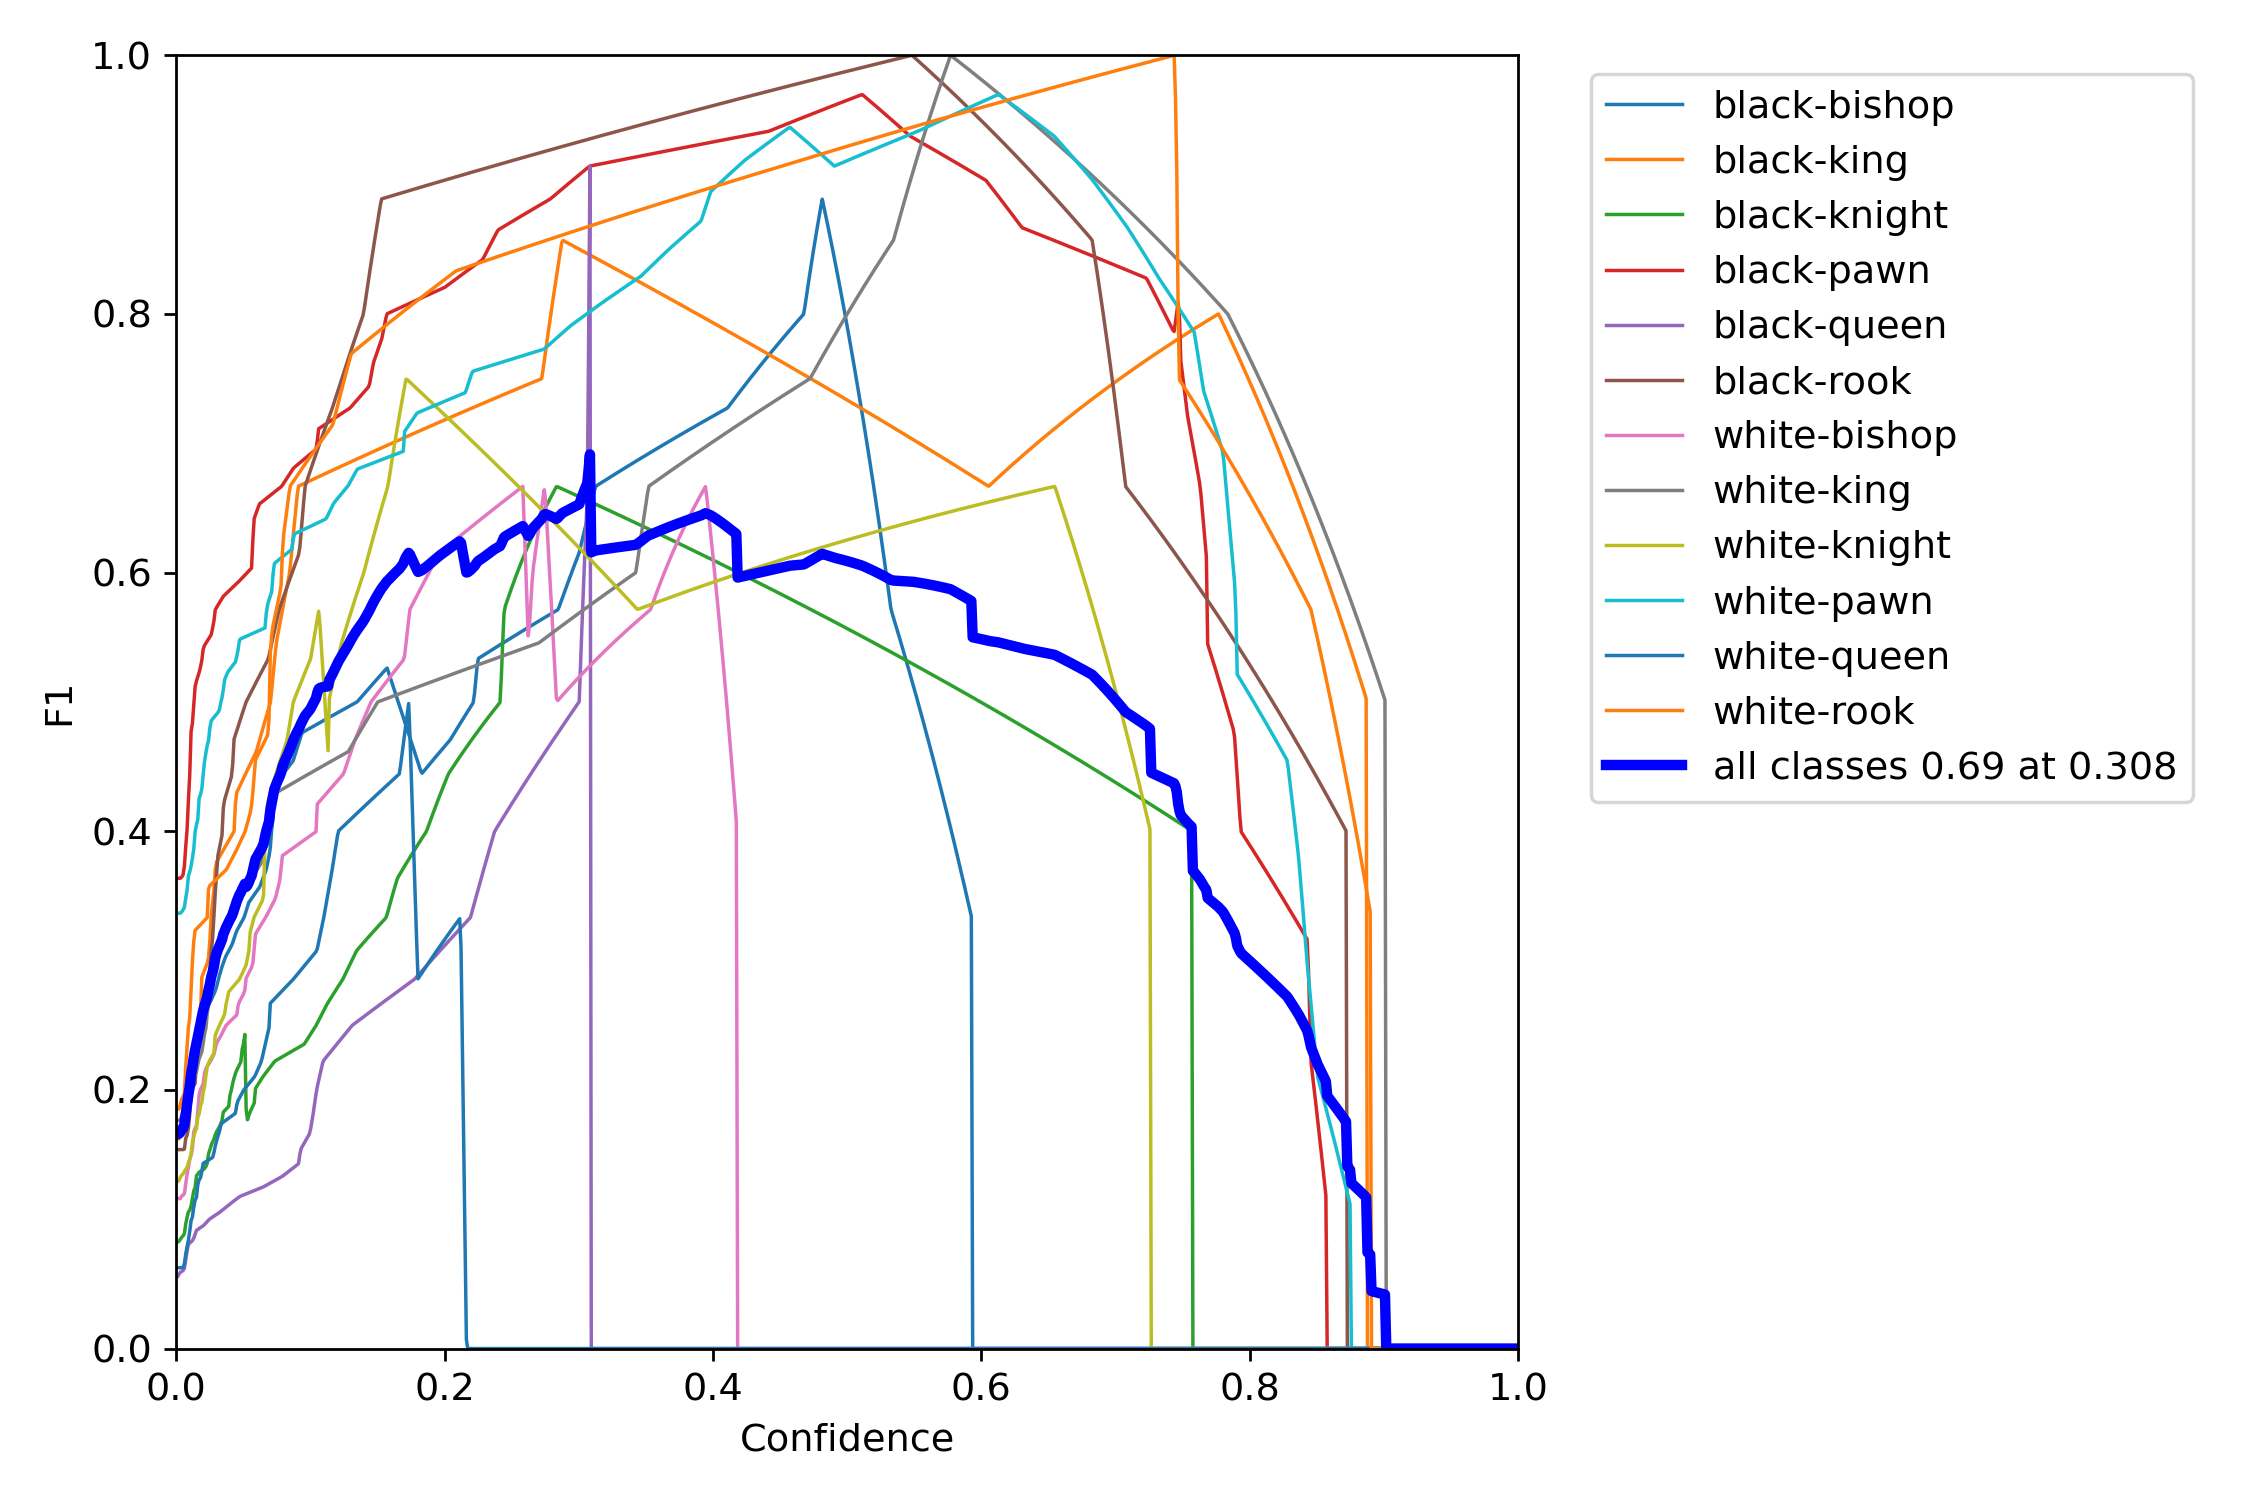 1.0
0.8
0.6
0.4
0.2
0.0
F1
0.0 0.2 0.4 0.6 0.8 1.0
Confidence
black-bishop
black-king
black-knight
black-pawn
black-queen
black-rook
white-bishop
white-king
white-knight
white-pawn
white-queen
white-rook
all classes 0.69 at 0.308